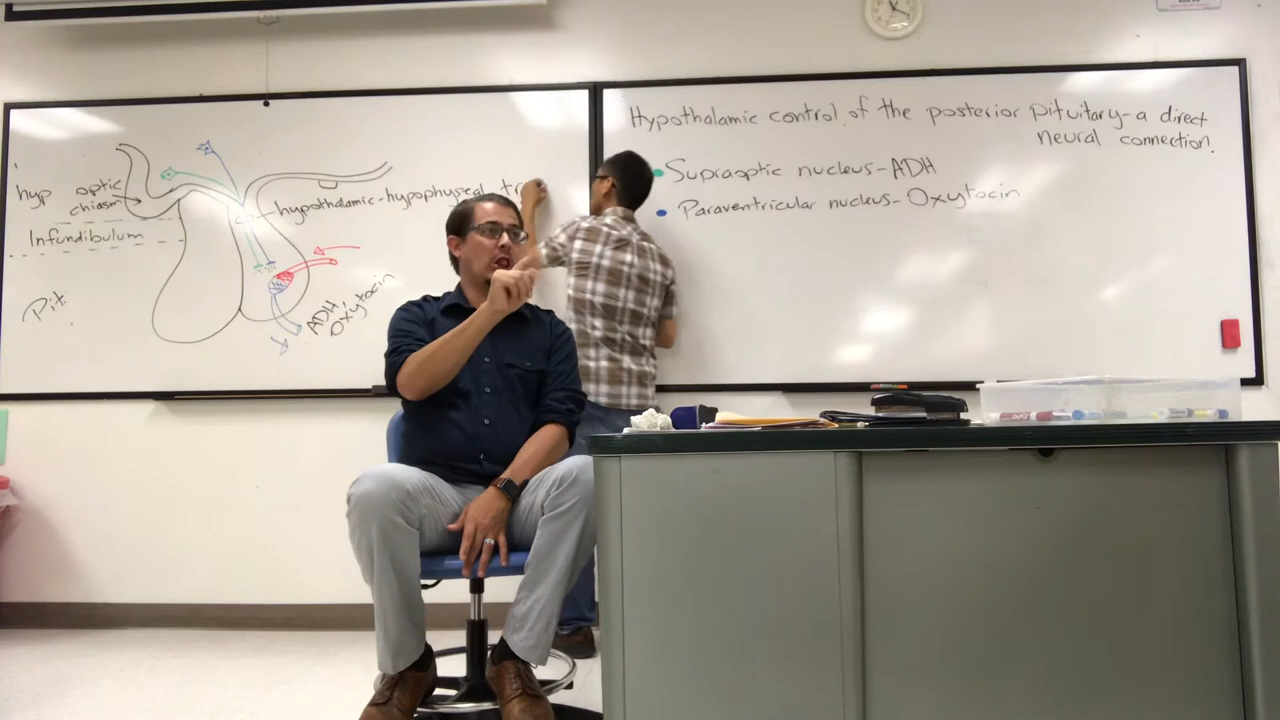 hyp optic
chiasm
Infundibulum
Pit.
hypothalamic-hypophyseal tr
ADH,
Oxytocin
Hypothalamic control of the posterior pituitary- a direct
neural connection.
Supraoptic nucleus-ADH
Paraventricular nucleus-Oxytocin